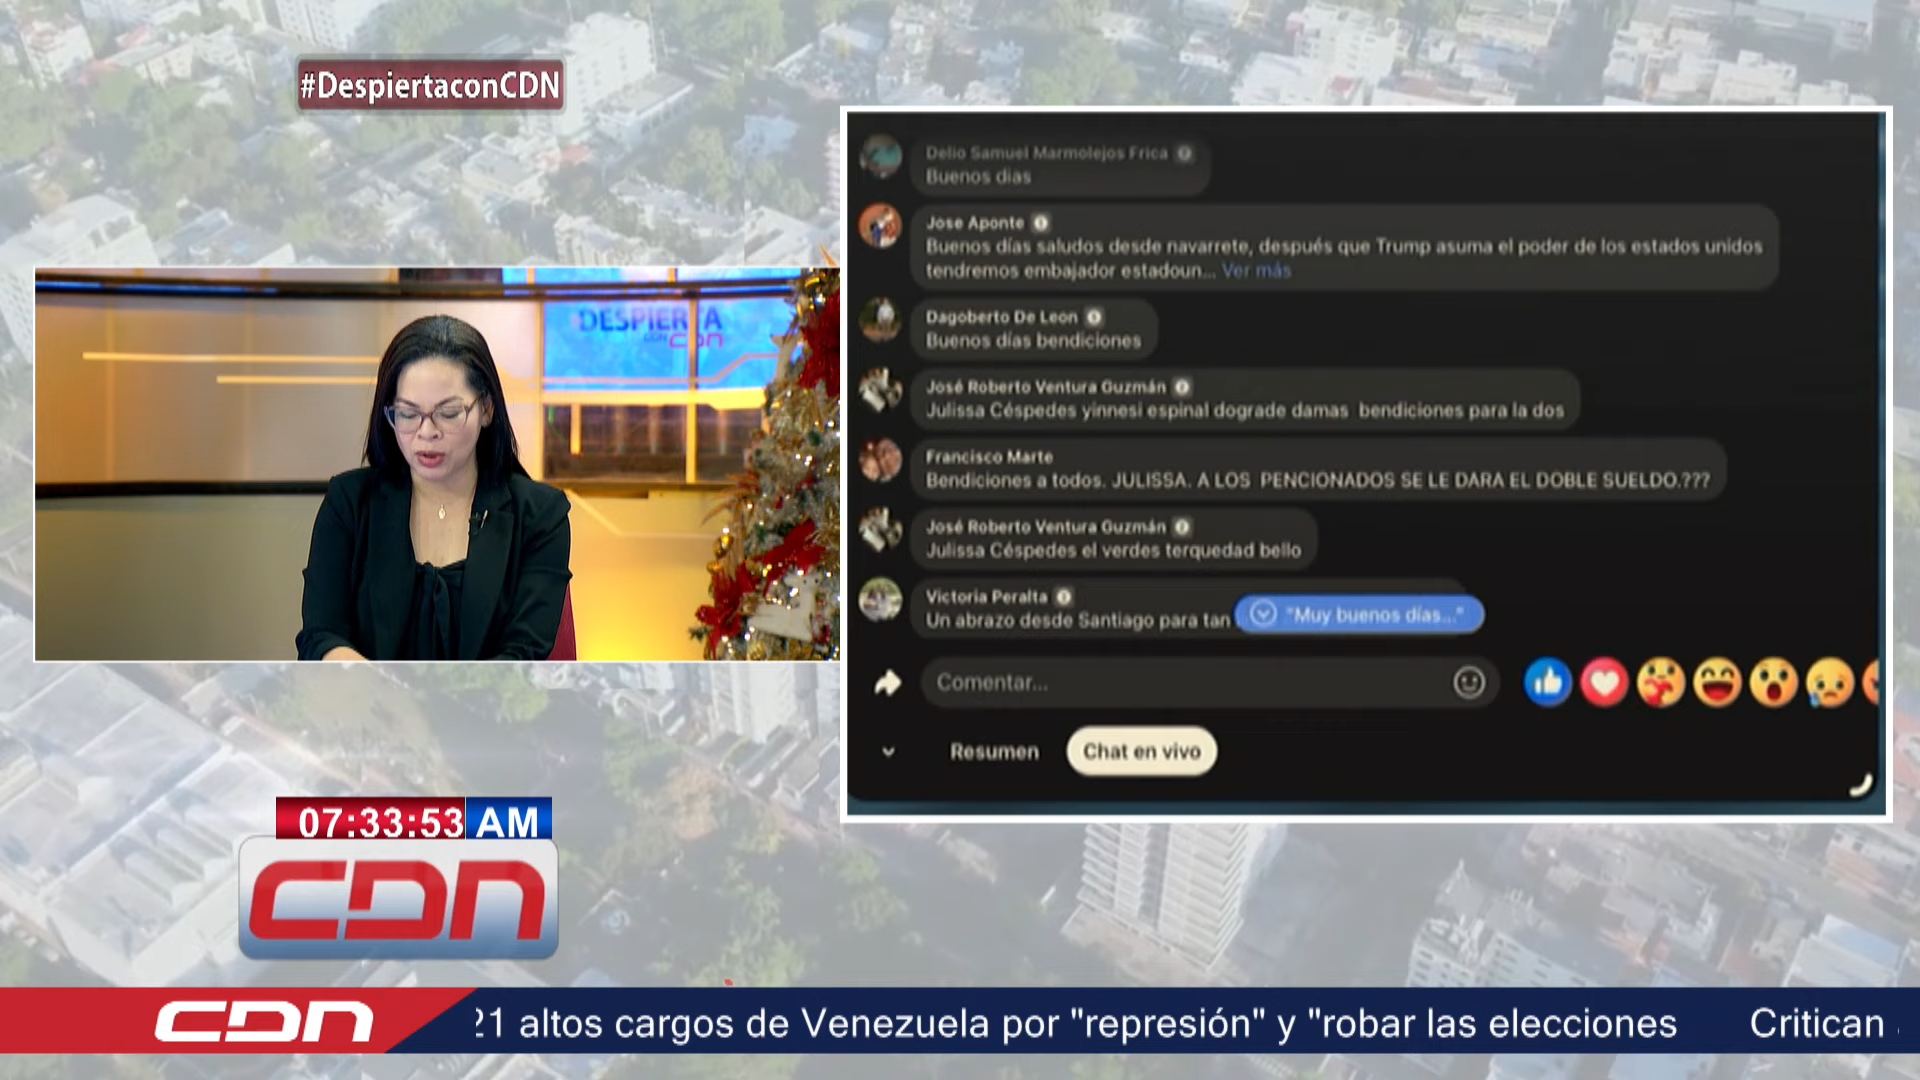 #DespiertaconCDN
DESPIERTA
CON CDN
Delio Samuel Marmolejos Frica
Buenos dias
Jose Aponte
Buenos días saludos desde navarrete, después que Trump asuma el poder de los estados unidos
tendremos embajador estadoun... Ver más
Dagoberto De Leon
Buenos días bendiciones
José Roberto Ventura Guzmán
Julissa Céspedes yinnesi espinal dograde damas bendiciones para la dos
Francisco Marte
Bendiciones a todos. JULISSA. A LOS PENCIONADOS SE LE DARA EL DOBLE SUELDO.???
José Roberto Ventura Guzmán
Julissa Céspedes el verdes terquedad bello
Victoria Peralta
Un abrazo desde Santiago para tan
"Muy buenos días..."
Comentar...
Resumen
Chat en vivo
07:33:53 AM
CDN
CDN
21 altos cargos de Venezuela por "represión" y "robar las elecciones
Critican